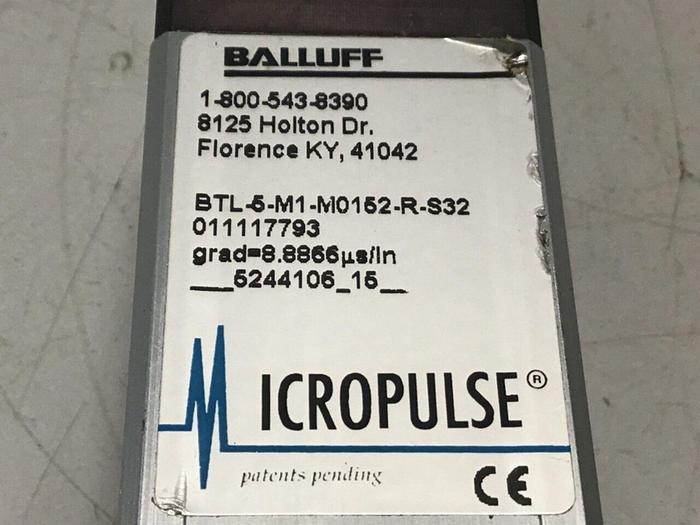 BALLUFF
1-800-543-8390
8125 Holton Dr.
Florence KY, 41042
BTL-5-M1-M0152-R-S32
011117793
grad=8.8866µs/in
___5244106_15__
MICROPULSE®
patents pending
CE